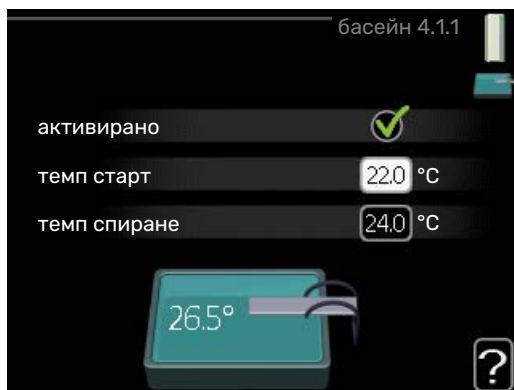 басейн 4.1.1
активирано
темп старт 22.0 °C
темп спиране 24.0 °C
26.5°
?